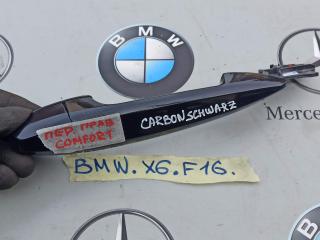 BMW
ПЕР. ПРАВ
COMFORT
CARBONSCHWARZ
Merce
BMW. X6. F16.